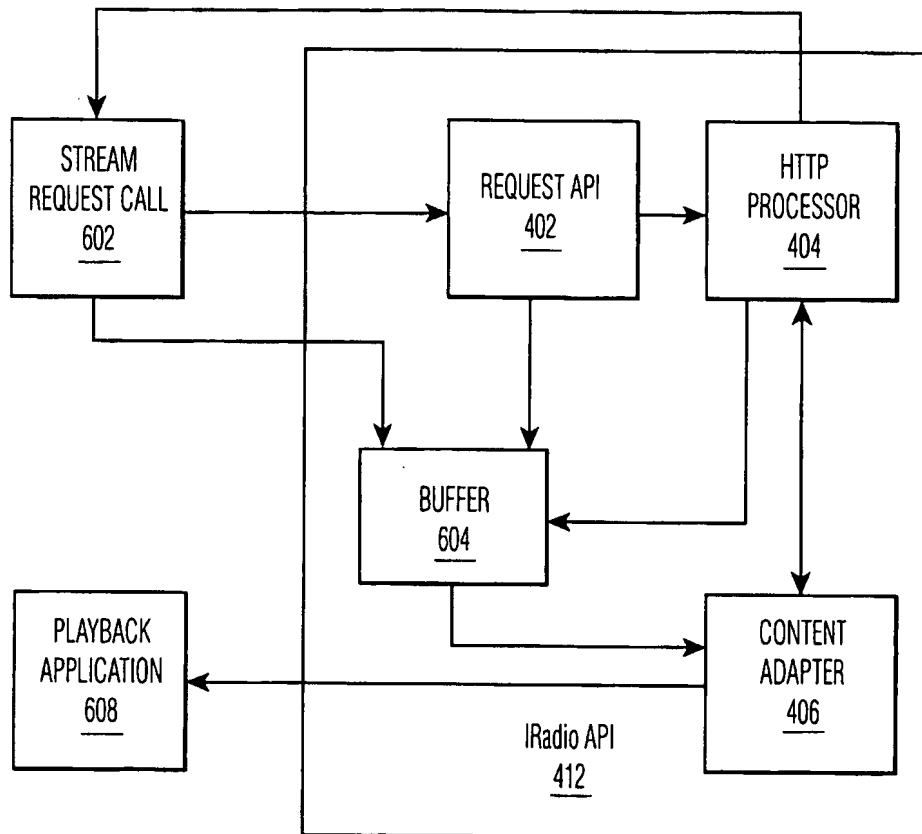 STREAM
REQUEST CALL
602
REQUEST API
402
HTTP
PROCESSOR
404
BUFFER
604
PLAYBACK
APPLICATION
608
CONTENT
ADAPTER
406
IRadio API
412